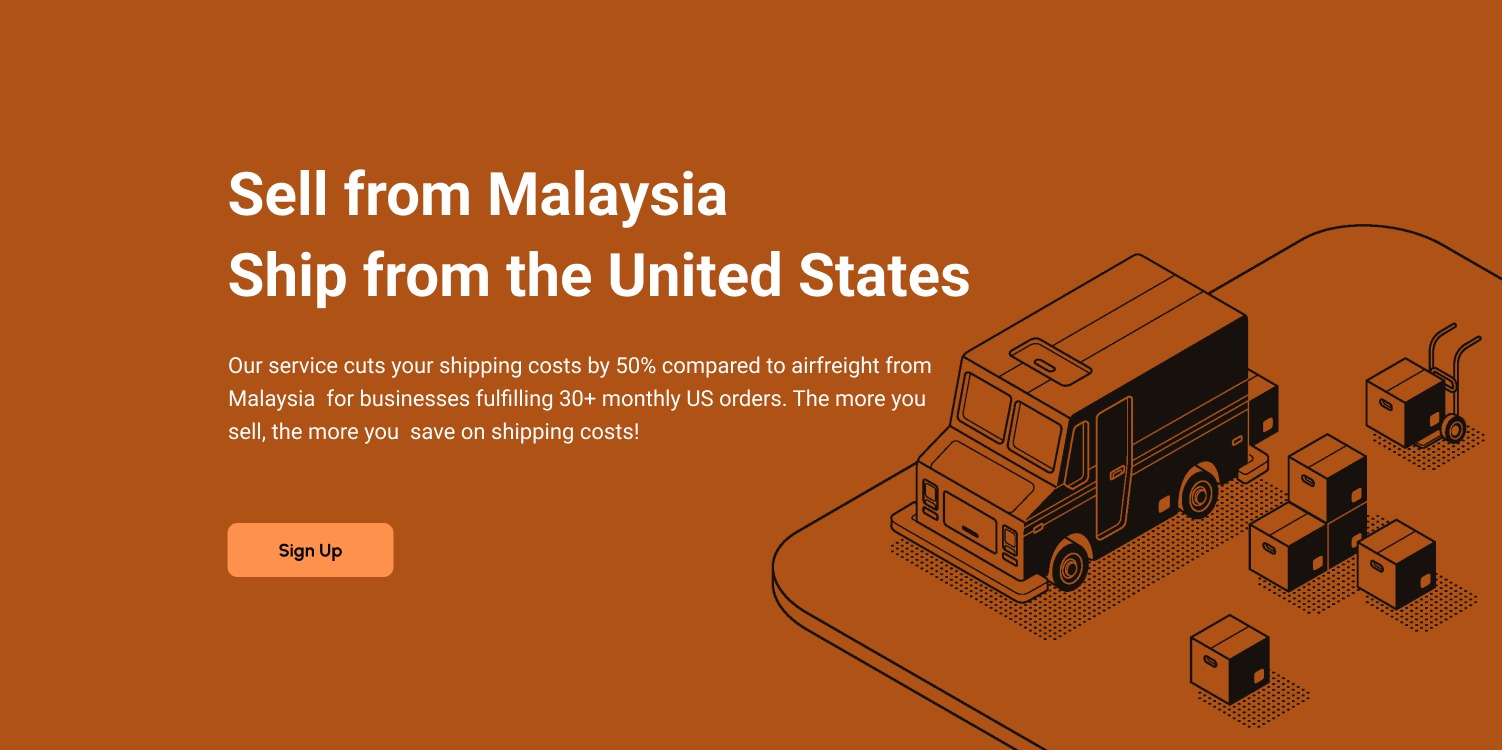 Sell from Malaysia
Ship from the United States
Our service cuts your shipping costs by 50% compared to airfreight from
Malaysia  for businesses fulfilling 30+ monthly US orders. The more you
sell, the more you  save on shipping costs!
Sign Up